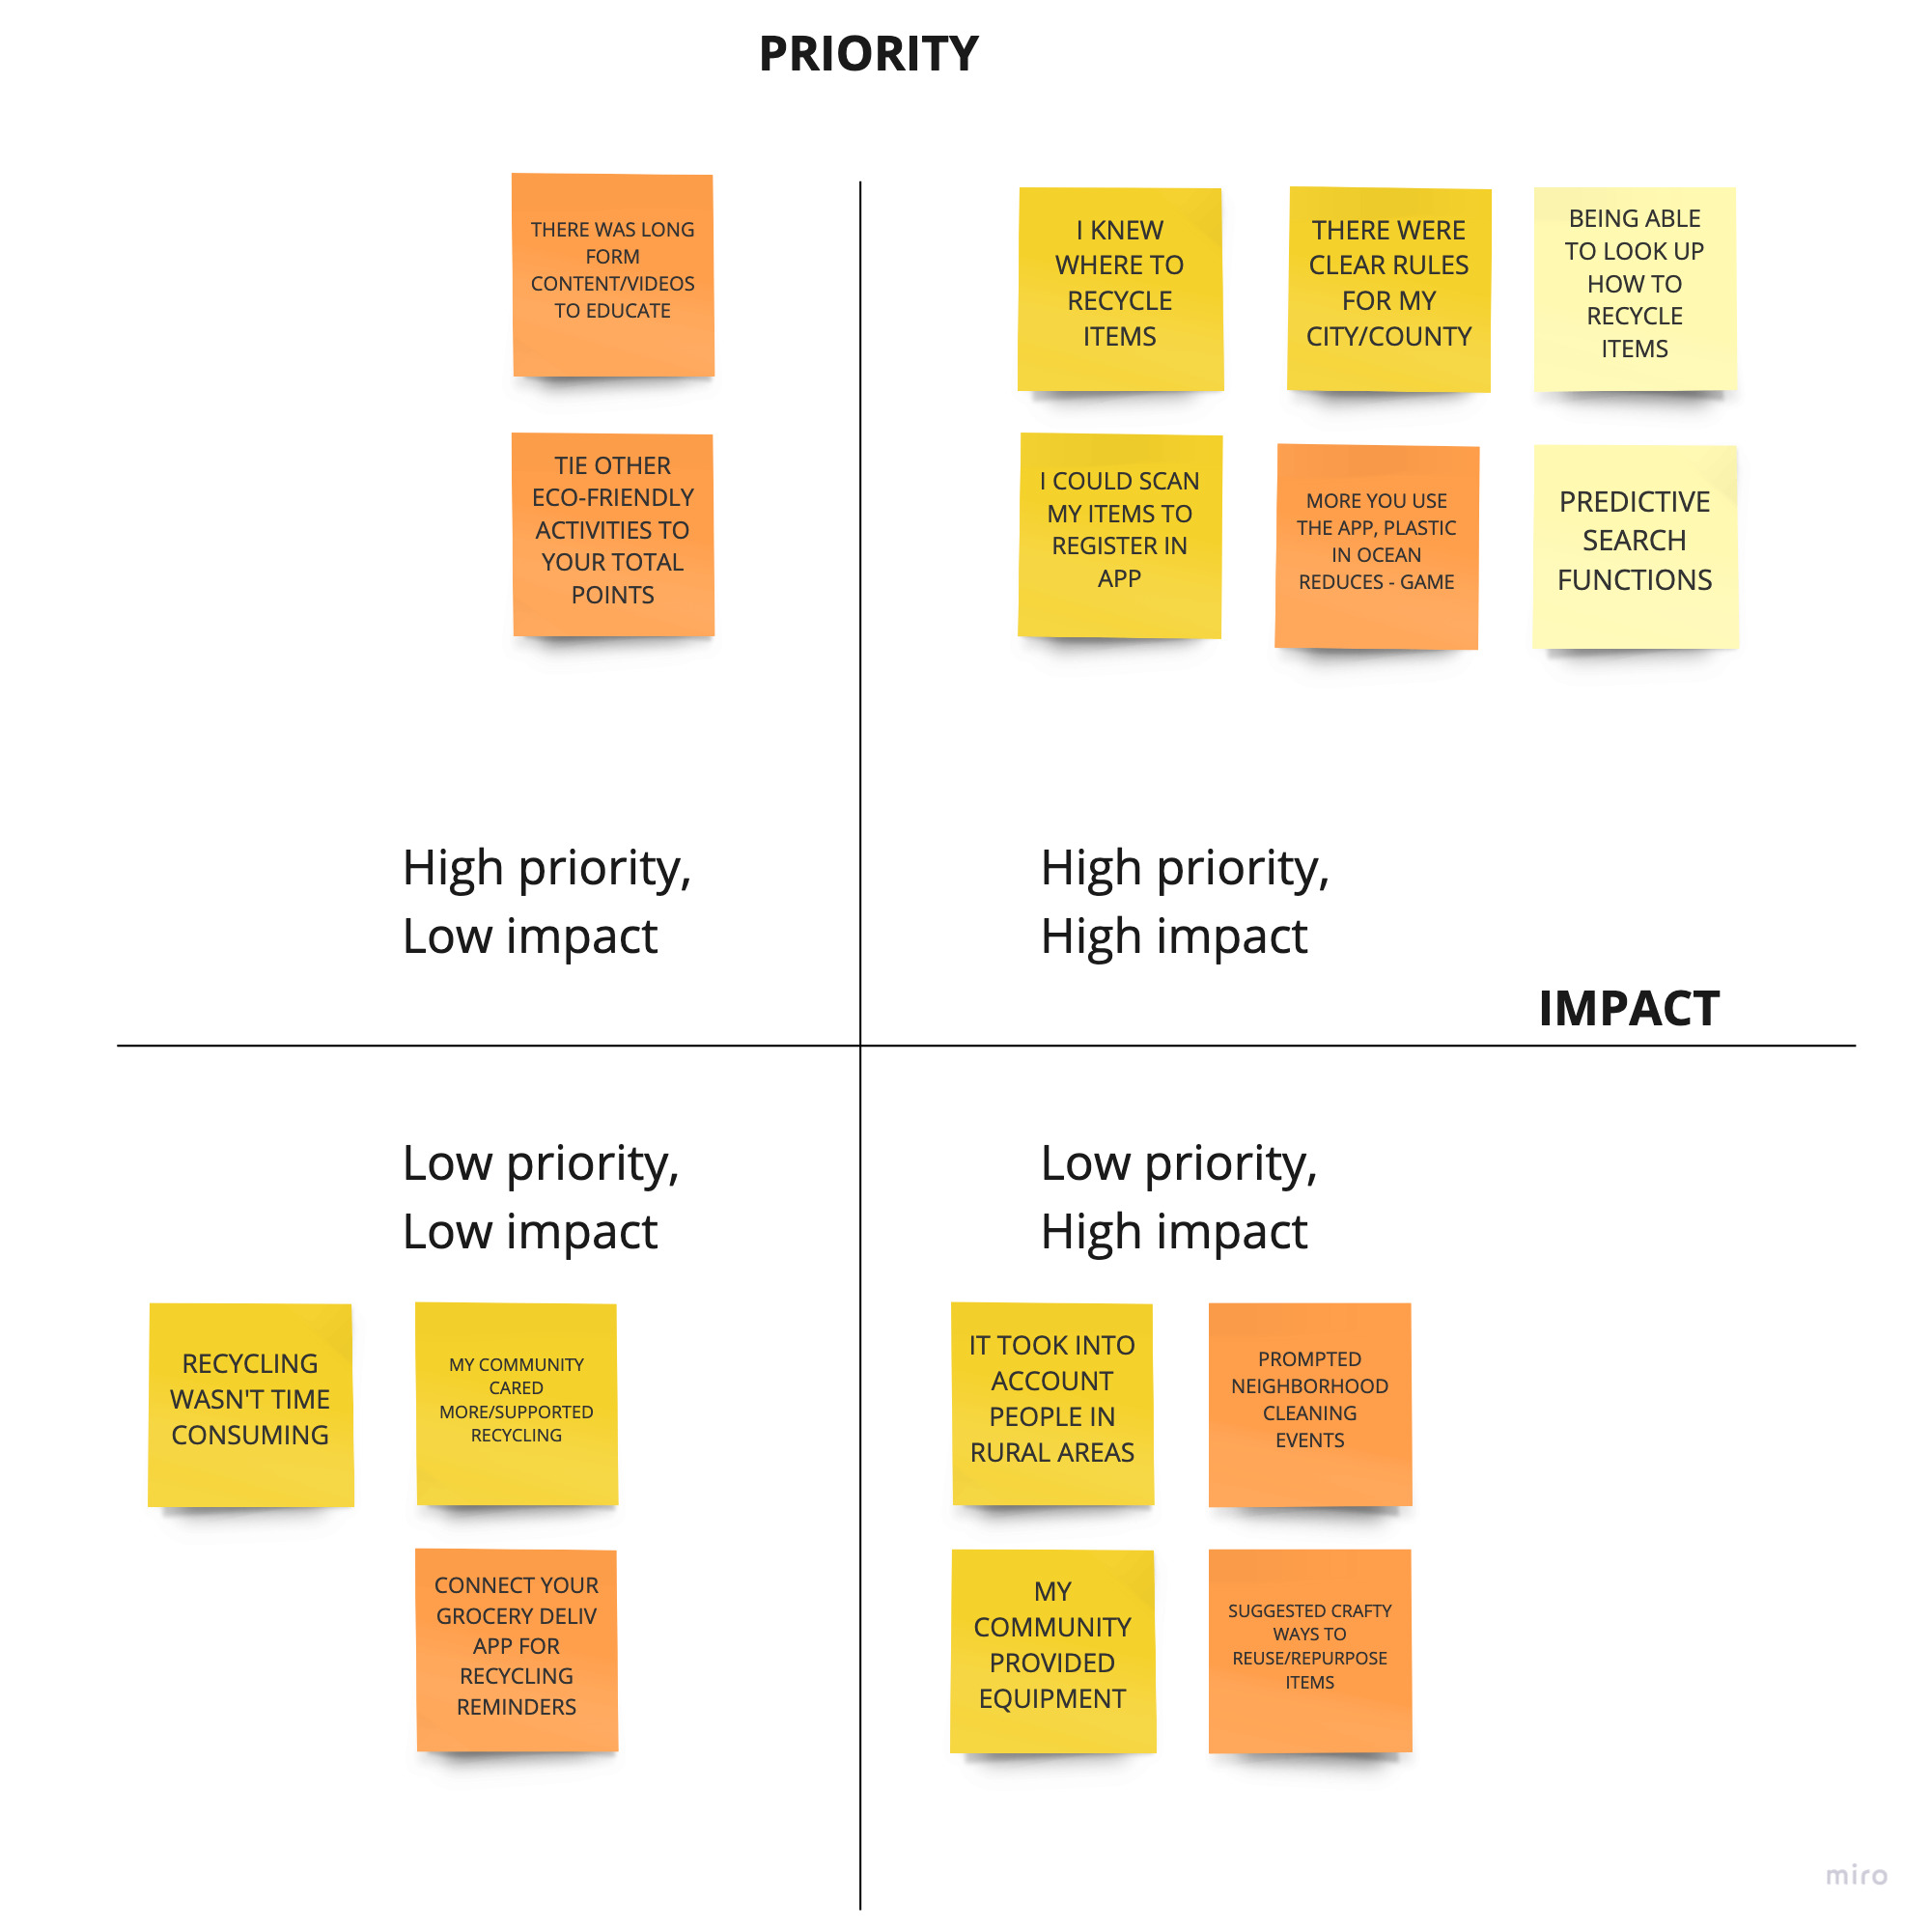 PRIORITY
THERE WAS LONG
FORM
CONTENT/VIDEOS
TO EDUCATE
TIE OTHER
ECO-FRIENDLY
ACTIVITIES TO
YOUR TOTAL
POINTS
High priority,
Low impact
I KNEW
WHERE TO
RECYCLE
ITEMS
THERE WERE
CLEAR RULES
FOR MY
CITY/COUNTY
BEING ABLE
TO LOOK UP
HOW TO
RECYCLE
ITEMS
I COULD SCAN
MY ITEMS TO
REGISTER IN
APP
MORE YOU USE
THE APP, PLASTIC
IN OCEAN
REDUCES - GAME
PREDICTIVE
SEARCH
FUNCTIONS
High priority,
High impact
IMPACT
Low priority,
Low impact
RECYCLING
WASN'T TIME
CONSUMING
MY COMMUNITY
CARED
MORE/SUPPORTED
RECYCLING
CONNECT YOUR
GROCERY DELIV
APP FOR
RECYCLING
REMINDERS
Low priority,
High impact
IT TOOK INTO
ACCOUNT
PEOPLE IN
RURAL AREAS
PROMPTED
NEIGHBORHOOD
CLEANING
EVENTS
MY
COMMUNITY
PROVIDED
EQUIPMENT
SUGGESTED CRAFTY
WAYS TO
REUSE/REPURPOSE
ITEMS
miro